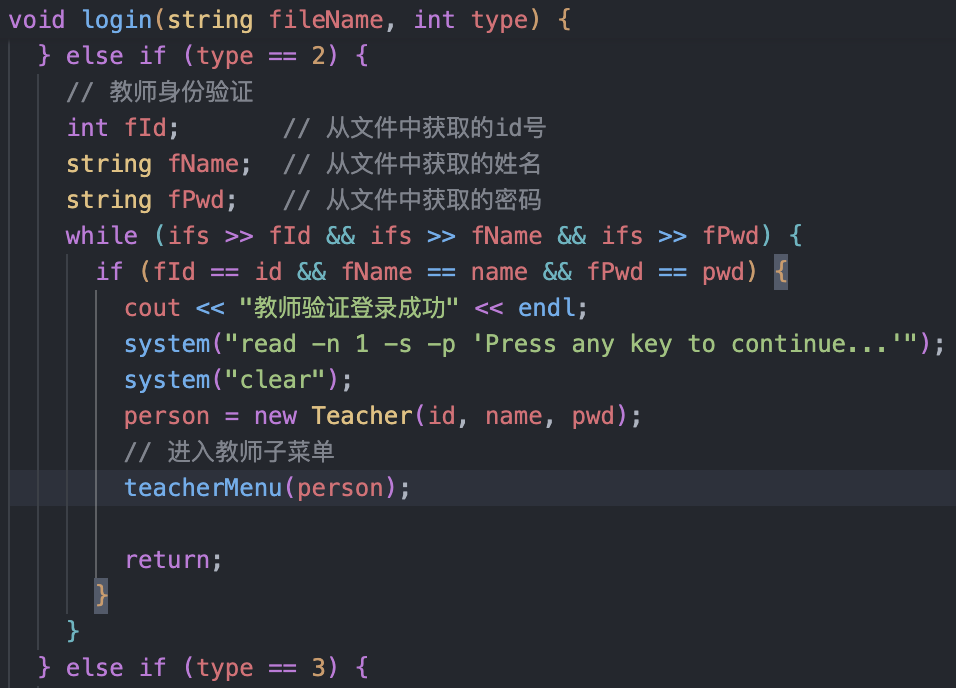 void login(string fileName, int type) {
} else if (type == 2) {
// 教师身份验证
int fId; // 从文件中获取的id号
string fName; // 从文件中获取的姓名
string fPwd; // 从文件中获取的密码
while (ifs >> fId && ifs >> fName && ifs >> fPwd) {
if (fId == id && fName == name && fPwd == pwd) {
cout << "教师验证登录成功" << endl;
system("read -n 1 -s -p 'Press any key to continue...'");
system("clear");
person = new Teacher(id, name, pwd);
// 进入教师子菜单
teacherMenu(person);
return;
}
}
} else if (type == 3) {